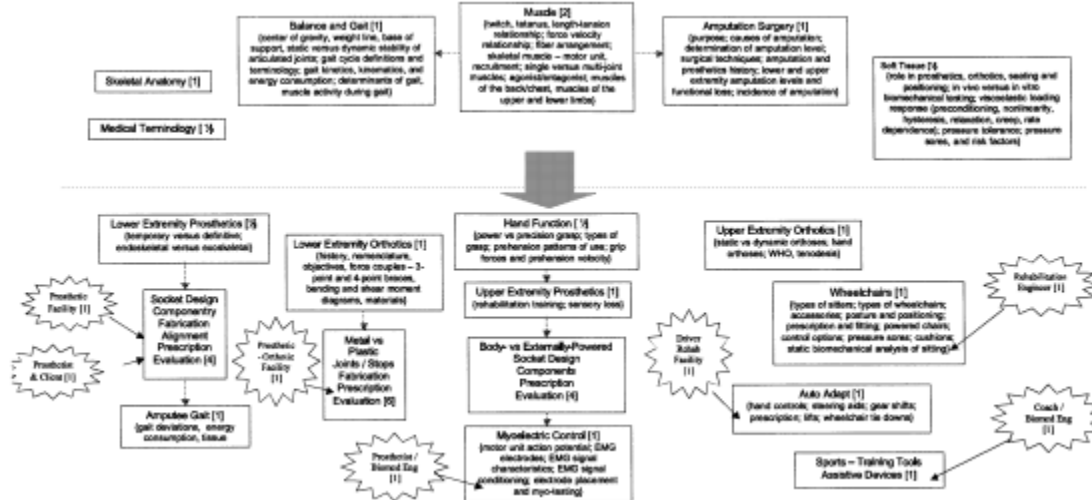 Balance and Gait [1]
(center of gravity, weight line, base of
support, static versus dynamic stability of
articulated joints; gait cycle definitions and
terminology; gait kinetics, kinematics, and
energy consumption; determinants of gait,
muscle activity during gait)
Muscle [2]
(twitch, tetanus, length-tension
relationship; force velocity
relationship; fiber arrangement;
skeletal muscle – motor unit,
recruitment; single versus multi-joint
muscles; agonist/antagonist; muscles
of the back/chest, muscles of the
upper and lower limbs)
Amputation Surgery [1]
(purpose; causes of amputation;
determination of amputation level;
surgical techniques; amputation and
prosthetics history; lower and upper
extremity amputation levels and
functional loss; incidence of amputation)
Soft Tissue [½]
(role in prosthetics, orthotics, seating and
positioning; in vivo versus in vitro
biomechanical testing; viscoelastic loading
response (preconditioning, nonlinearity,
hysteresis, relaxation, creep, rate
dependence); pressure tolerance; pressure
sores, and risk factors)
Skeletal Anatomy [1]
Medical Terminology [½]
Lower Extremity Prosthetics [½]
(temporary versus definitive;
endoskeletal versus exoskeletal)
Prosthetic
Facility [1]
Prosthetist
& Client [1]
Socket Design
Componentry
Fabrication
Alignment
Prescription
Evaluation [4]
Amputee Gait [1]
(gait deviations, energy
consumption, tissue
Lower Extremity Orthotics [1]
(history, nomenclature,
objectives, force couples – 3-
point and 4-point braces,
bending and shear moment
diagrams, materials)
Prosthetic
- Orthotic
Facility
[1]
Metal vs
Plastic
Joints / Stops
Fabrication
Prescription
Evaluation [6]
Hand Function [½]
(power vs precision grasp; types of
grasp; prehension patterns of use; grip
forces and prehension velocity)
Upper Extremity Prosthetics [1]
(rehabilitation training; sensory loss)
Body- vs Externally-Powered
Socket Design
Components
Prescription
Evaluation [4]
Prosthetist /
Biomed Eng
[1]
Myoelectric Control [1]
(motor unit action potential; EMG
electrodes; EMG signal
characteristics; EMG signal
conditioning; electrode placement
and myo-testing)
Upper Extremity Orthotics [1]
(static vs dynamic orthoses; hand
orthoses; WHO, tenodesis)
Wheelchairs [1]
(types of sitters; types of wheelchairs;
accessories; posture and positioning;
prescription and fitting; powered chairs;
control options; pressure sores; cushions;
static biomechanical analysis of sitting)
Rehabilitation
Engineer [1]
Driver
Rehab
Facility
[1]
Auto Adapt [1]
(hand controls; steering aids; gear shifts;
prescription; lifts; wheelchair tie downs)
Coach /
Biomed Eng
[1]
Sports – Training Tools
Assistive Devices [1]